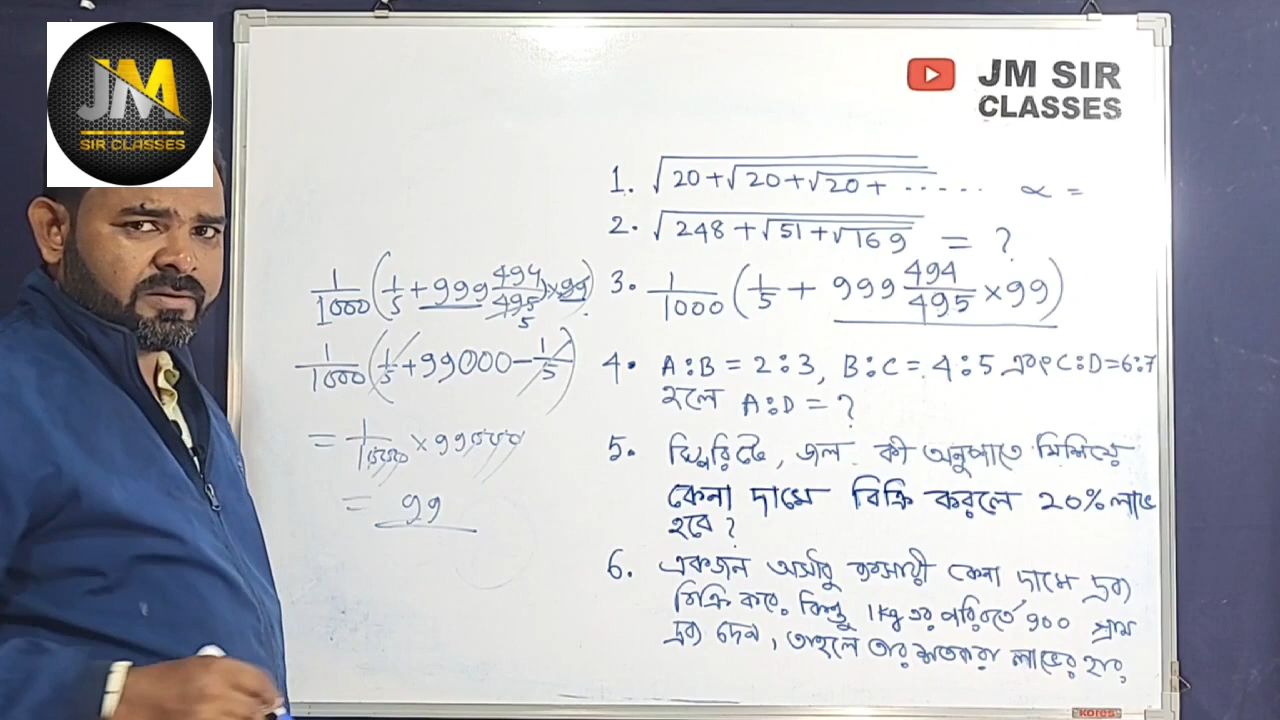 JM
SIR CLASSES
JM SIR
CLASSES
1. √20+√20+√20+ ...... ∝ =
2. √248+√51+√169 = ?
3. 1/1000 (1/5 + 999 494/495 ×99)
4. A:B = 2:3, B:C = 4:5 এবং C:D=6:7
হলে A:D = ?
5. স্পিরিটে, জল কী অনুপাতে মিশিয়ে
কেনা দামে বিক্রি করলে 20% লাভ
হবে ?
6. একজন অসাধু ব্যবসায়ী কেনা দামে দ্রব্য
বিক্রি করে, কিন্তু 1kg এর পরিবর্তে 900 গ্রাম
দ্রব্য দেন, তাহলে তার শতকরা লাভের হার
1/1000 (1/5 + 999 494/495 5)×99)
1/1000 (1/5 +99000 - 1/5)
= 1/1000 × 99000
= 99
kores